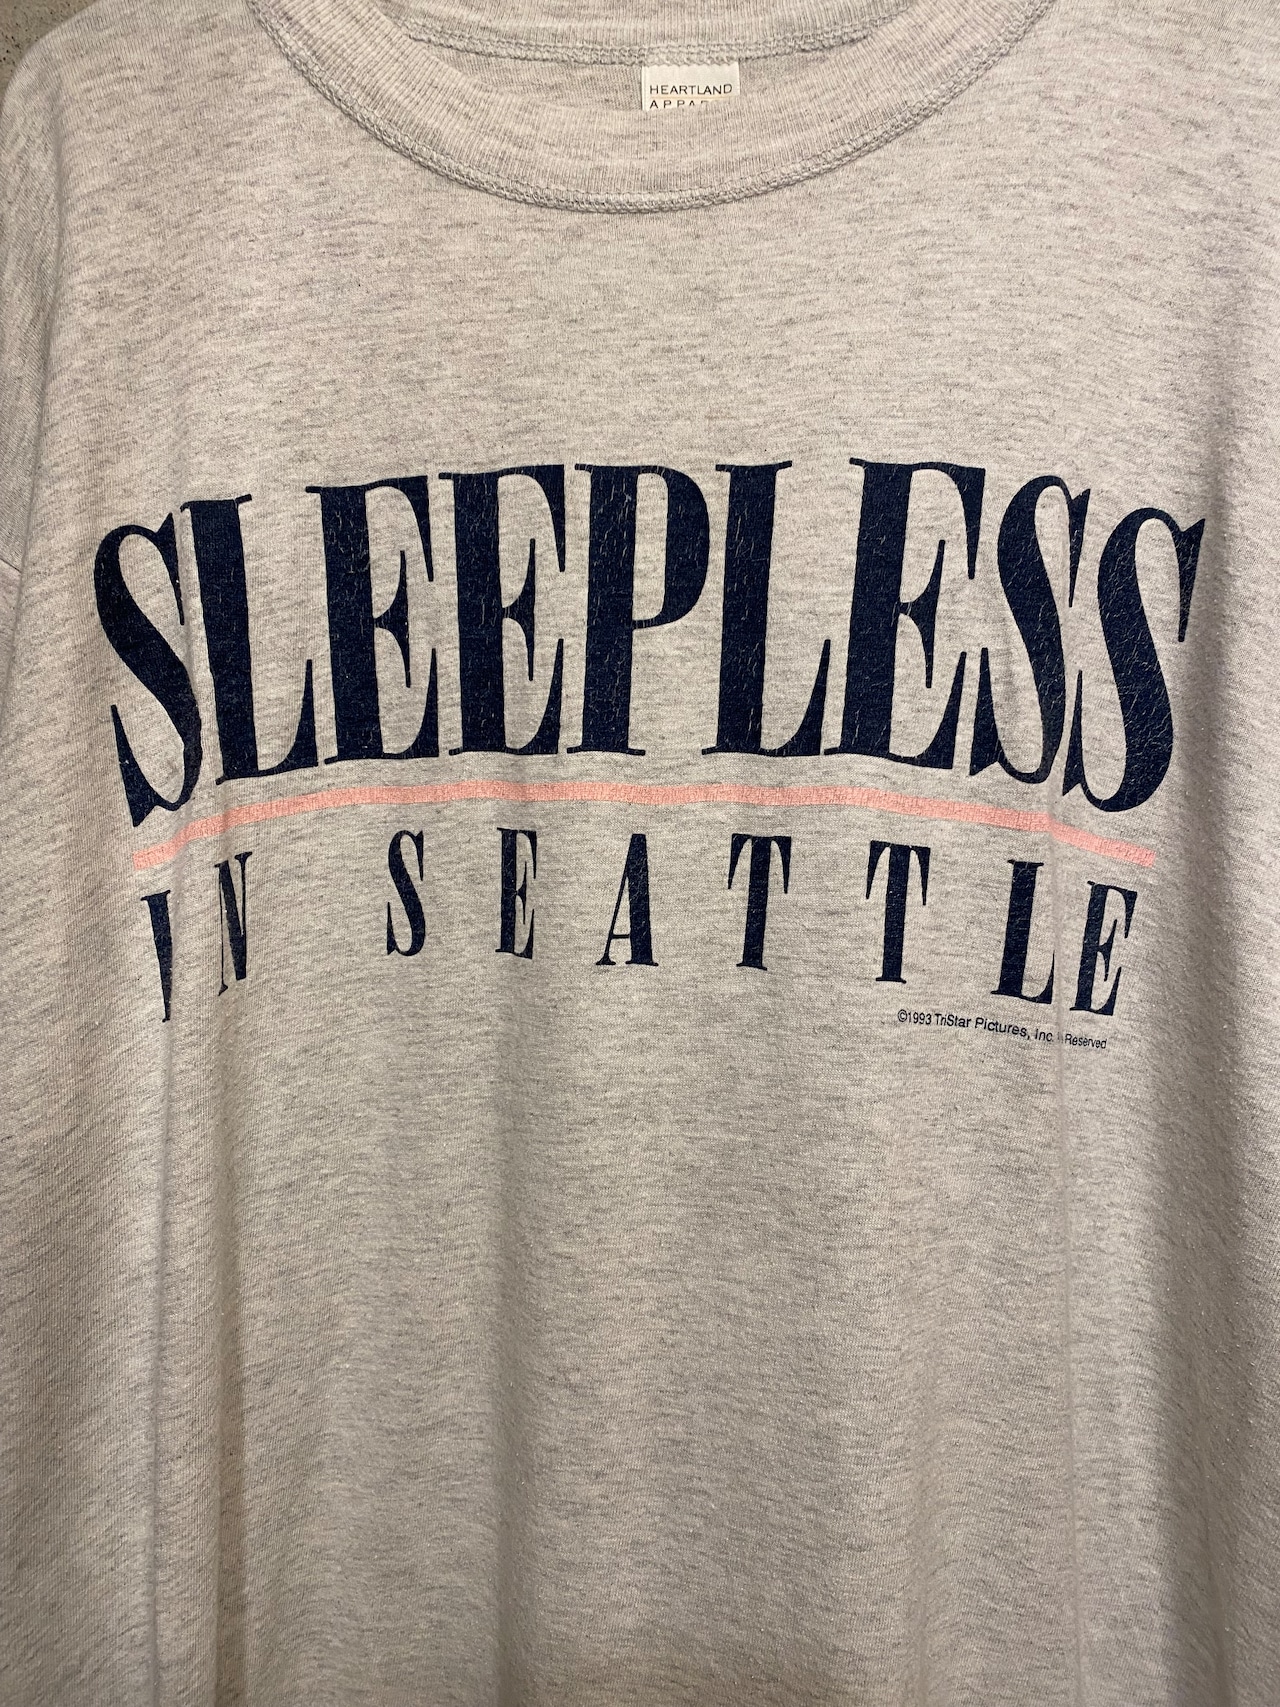 HEARTLAND
SLEEPLESS
IN SEATTLE
©1993 TriStar Pictures, Inc. Reserved